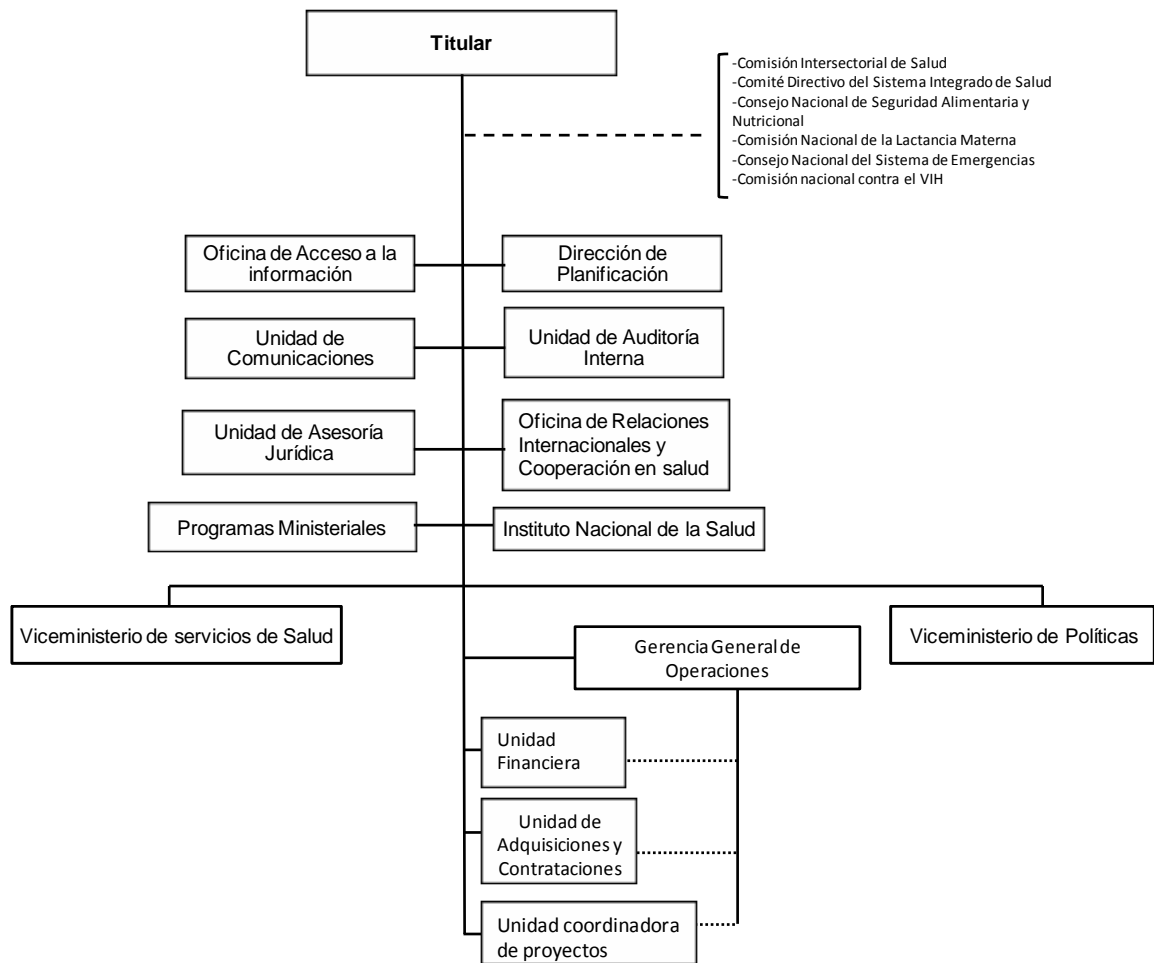 Titular
-Comisión Intersectorial de Salud
-Comité Directivo del Sistema Integrado de Salud
-Consejo Nacional de Seguridad Alimentaria y
Nutricional
-Comisión Nacional de la Lactancia Materna
-Consejo Nacional del Sistema de Emergencias
-Comisión nacional contra el VIH
Oficina de Acceso a la
información
Dirección de
Planificación
Unidad de
Comunicaciones
Unidad de Auditoría
Interna
Unidad de Asesoría
Jurídica
Oficina de Relaciones
Internacionales y
Cooperación en salud
Programas Ministeriales
Instituto Nacional de la Salud
Viceministerio de servicios de Salud
Viceministerio de Políticas
Gerencia General de
Operaciones
Unidad
Financiera
Unidad de
Adquisiciones y
Contrataciones
Unidad coordinadora
de proyectos